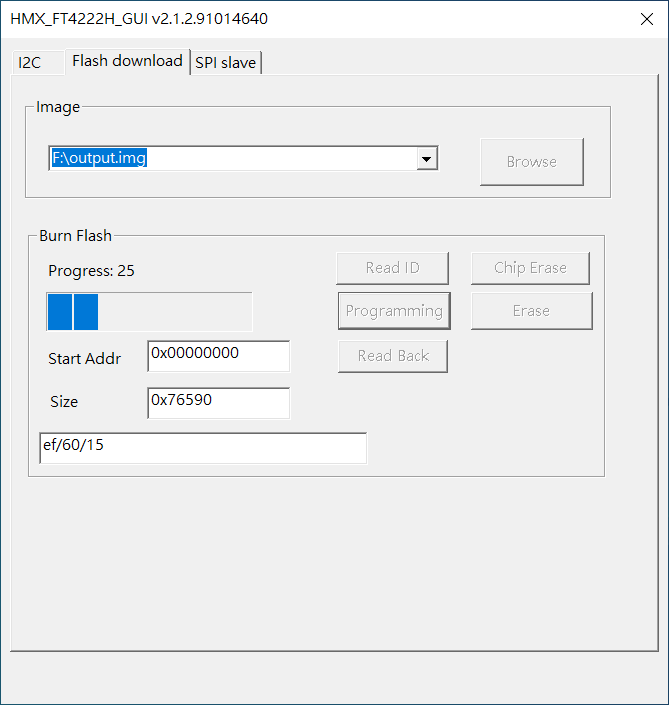 HMX_FT4222H_GUI v2.1.2.91014640
I2C Flash download SPI slave
Image
F:\output.img
Browse
Burn Flash
Progress: 25
Read ID Chip Erase
Programming Erase
Start Addr 0x00000000 Read Back
Size 0x76590
ef/60/15